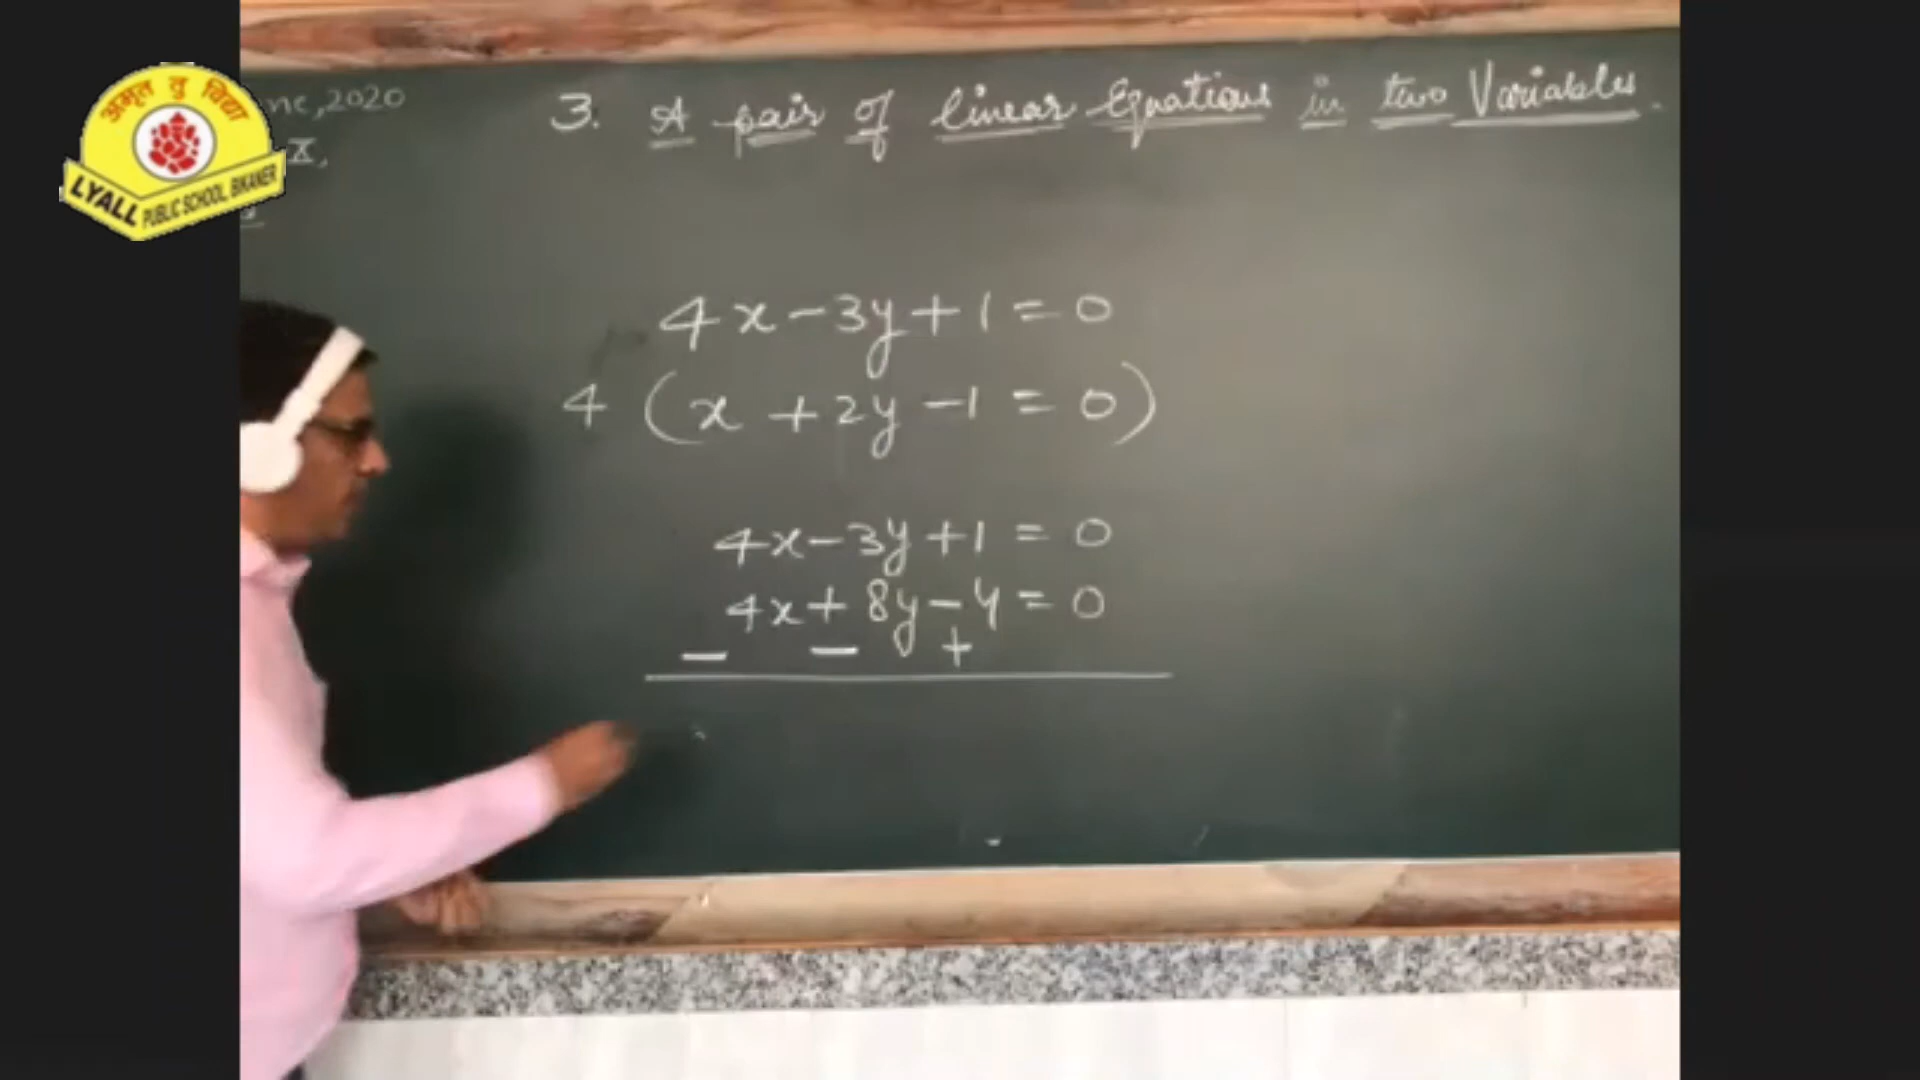 अमृतं तु विद्या
LYALL PUBLIC SCHOOL, BIKANER
ne, 2020
X,
3. A pair of linear Equations in two Variables.
4x - 3y + 1 = 0
4 (x + 2y - 1 = 0)
4x - 3y + 1 = 0
4x + 8y - 4 = 0
- - +